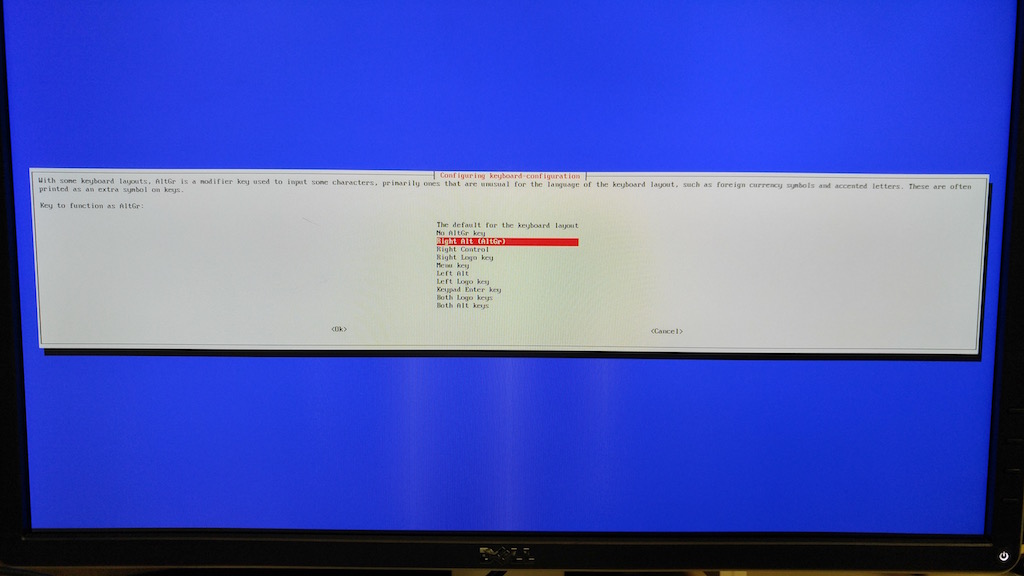 Configuring keyboard-configuration
With some keyboard layouts, AltGr is a modifier key used to input some characters, primarily ones that are unusual for the language of the keyboard layout, such as foreign currency symbols and accented letters. These are often
printed as an extra symbol on keys.
Key to function as AltGr:
The default for the keyboard layout
No AltGr key
Right Alt (AltGr)
Right Control
Right Logo key
Menu key
Left Alt
Left Logo key
Keypad Enter key
Both Logo keys
Both Alt keys
<Ok>
<Cancel>
DELL